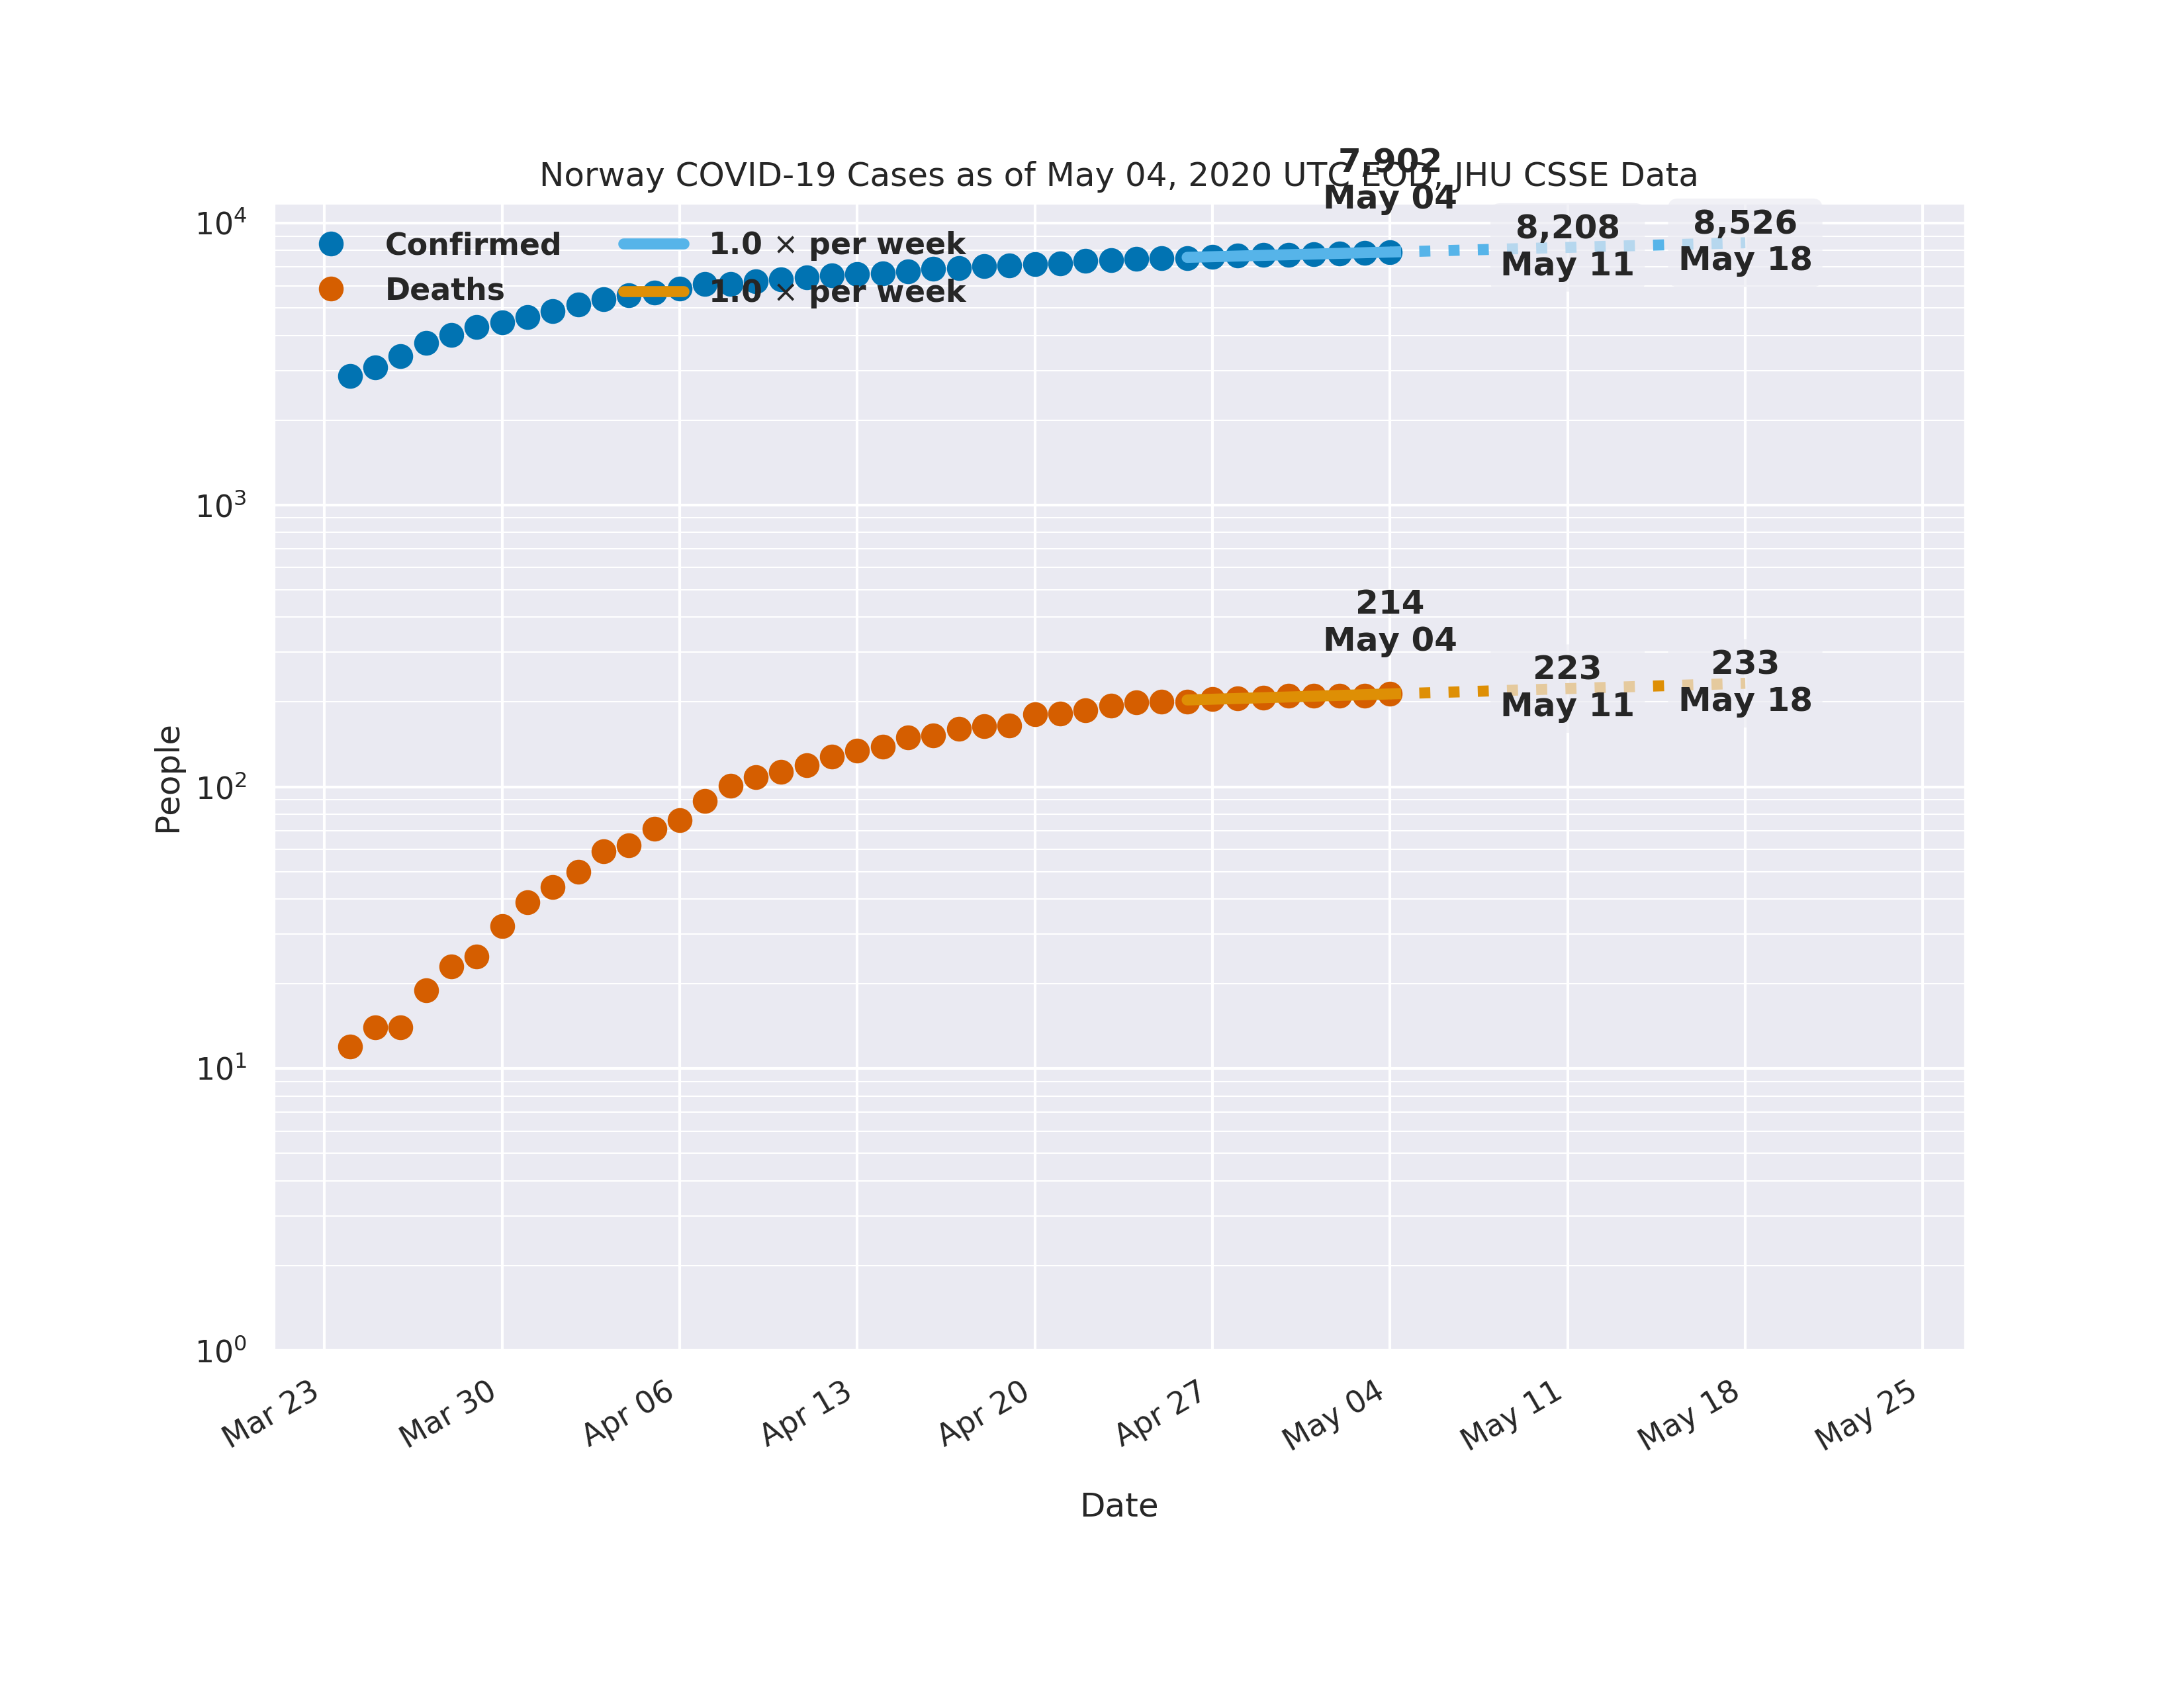 7,902
May 04
Norway COVID-19 Cases as of May 04, 2020 UTC EOD, JHU CSSE Data
Confirmed
Deaths
1.0 × per week
1.0 × per week
8,208
May 11
8,526
May 18
214
May 04
223
May 11
233
May 18
People
10⁴
10³
10²
10¹
10⁰
Mar 23
Mar 30
Apr 06
Apr 13
Apr 20
Apr 27
May 04
May 11
May 18
May 25
Date